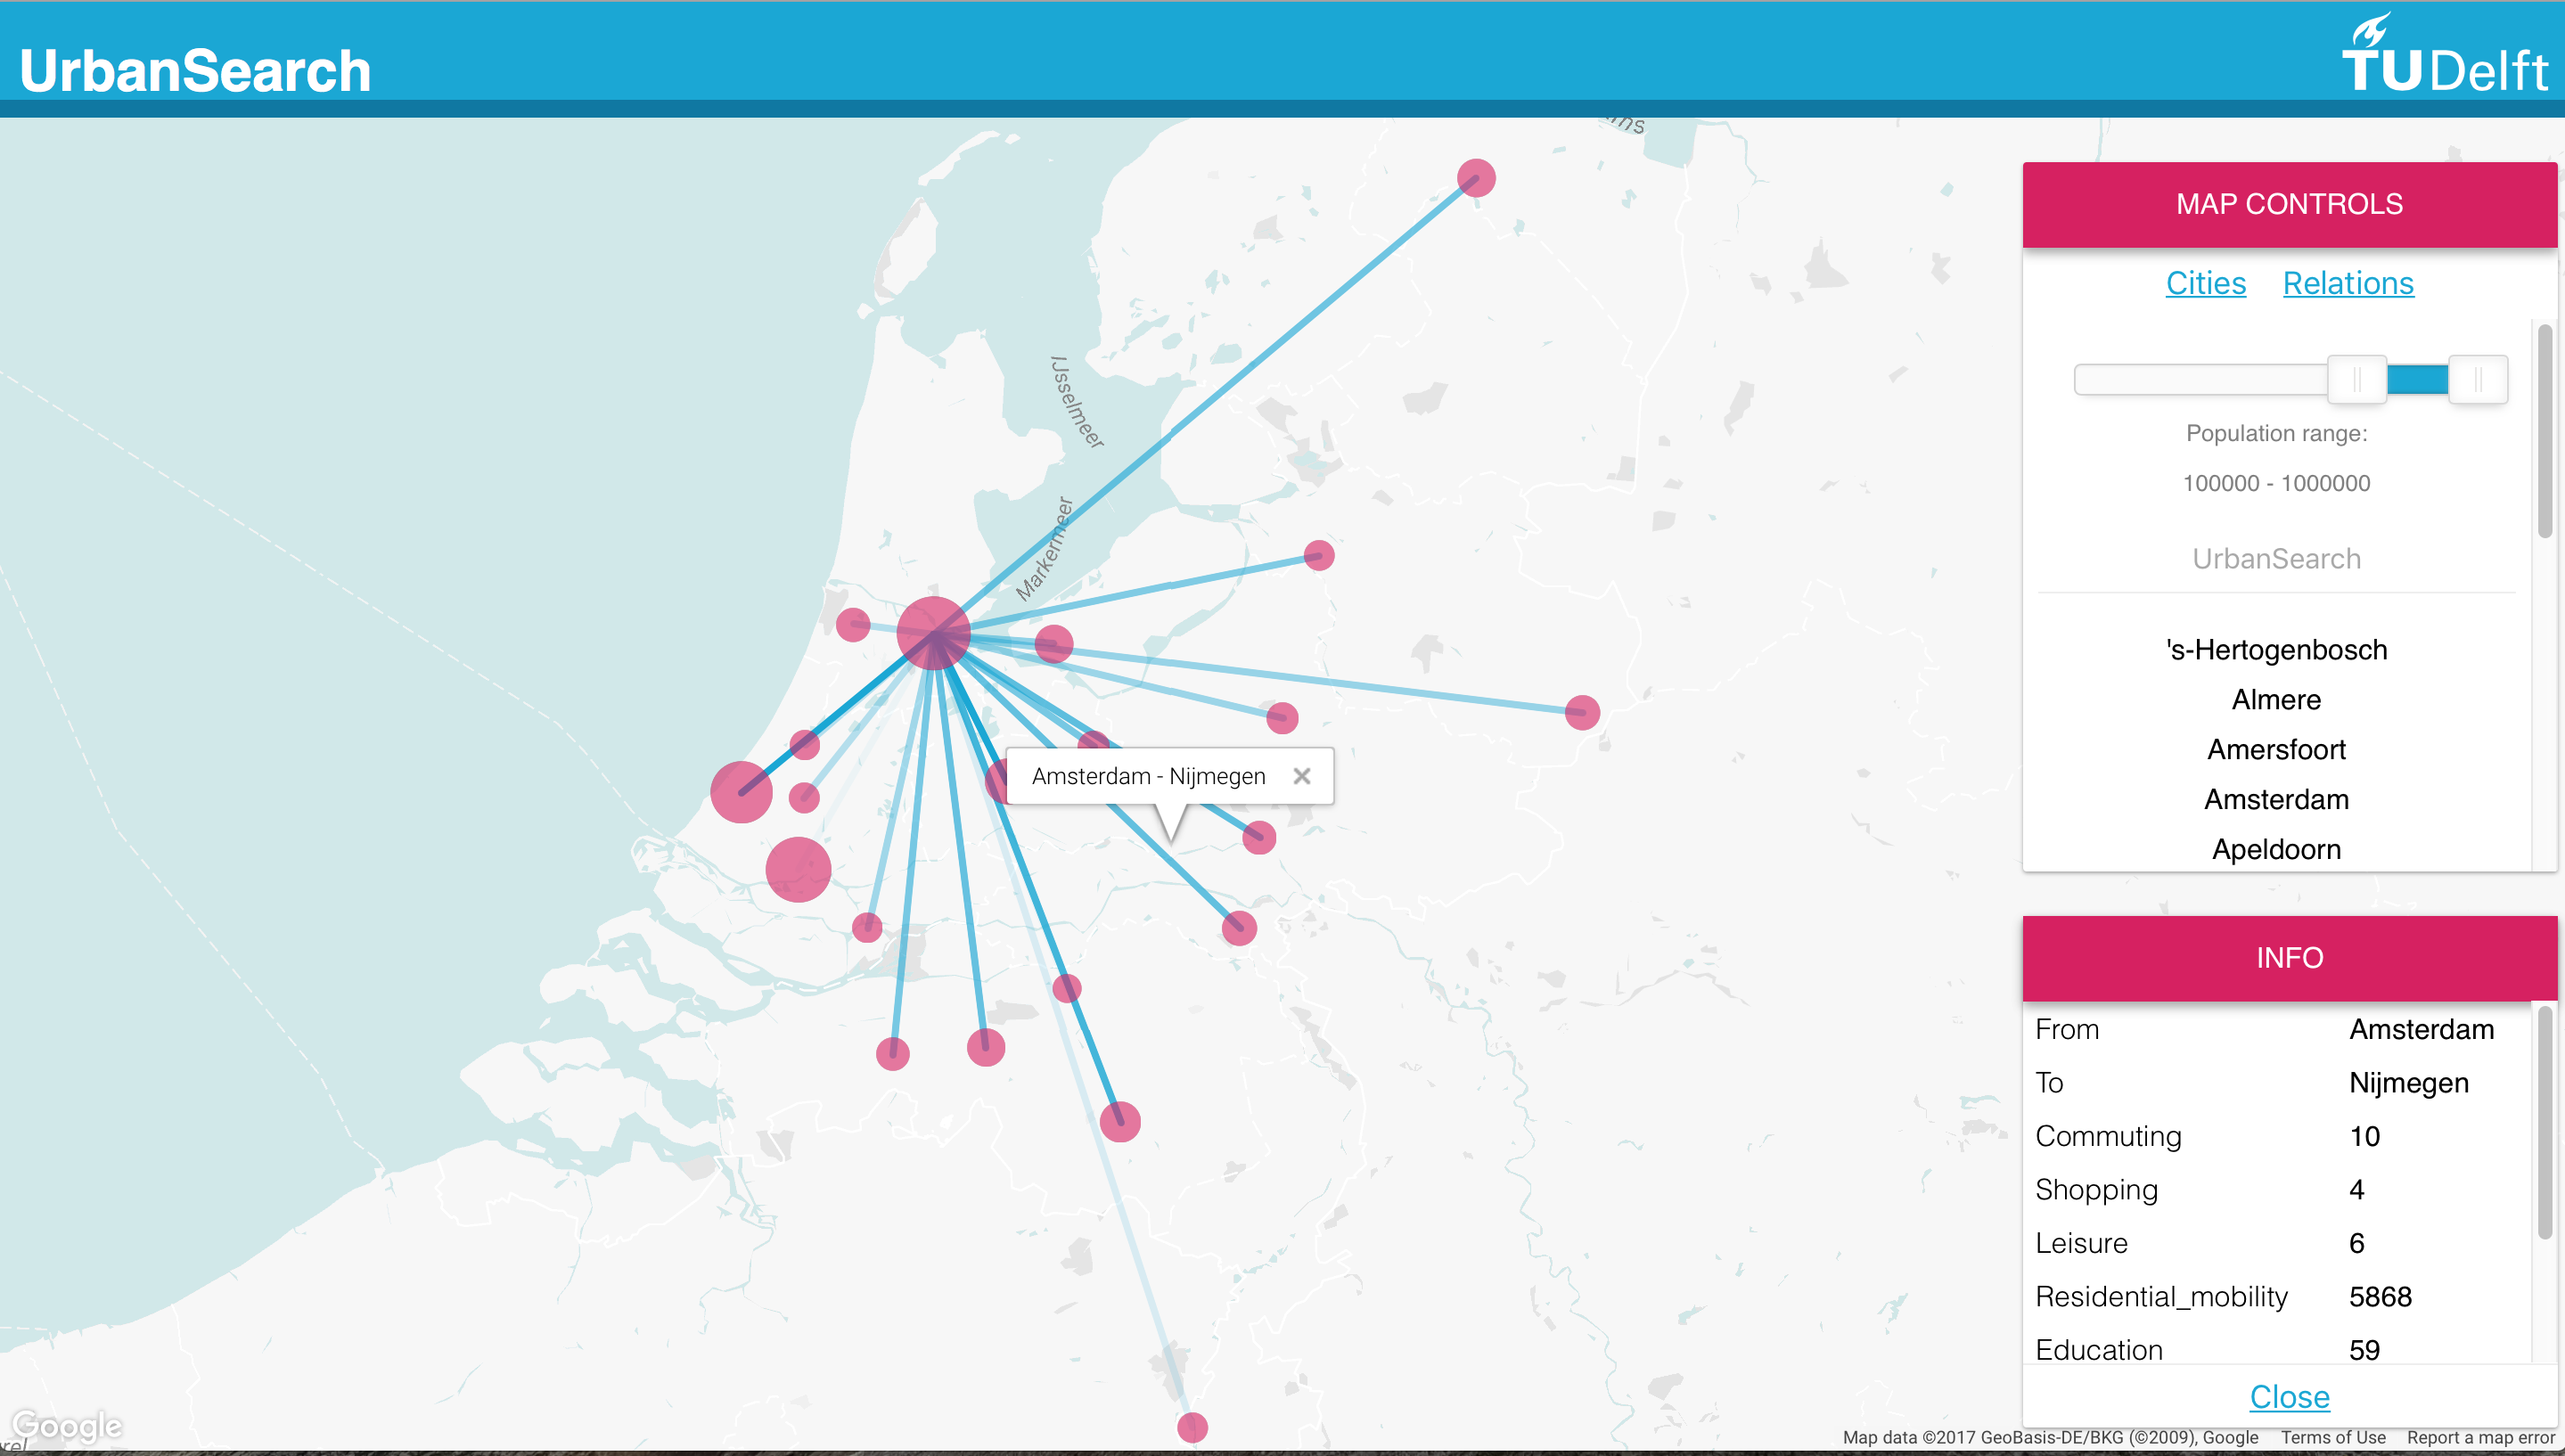 UrbanSearch
TU Delft
IJsselmeer
Markermeer
Amsterdam - Nijmegen
MAP CONTROLS
Cities Relations
Population range:
100000 - 1000000
UrbanSearch
's-Hertogenbosch
Almere
Amersfoort
Amsterdam
Apeldoorn
INFO
From Amsterdam
To Nijmegen
Commuting 10
Shopping 4
Leisure 6
Residential_mobility 5868
Education 59
Close
Google
Map data ©2017 GeoBasis-DE/BKG (©2009), Google Terms of Use Report a map error